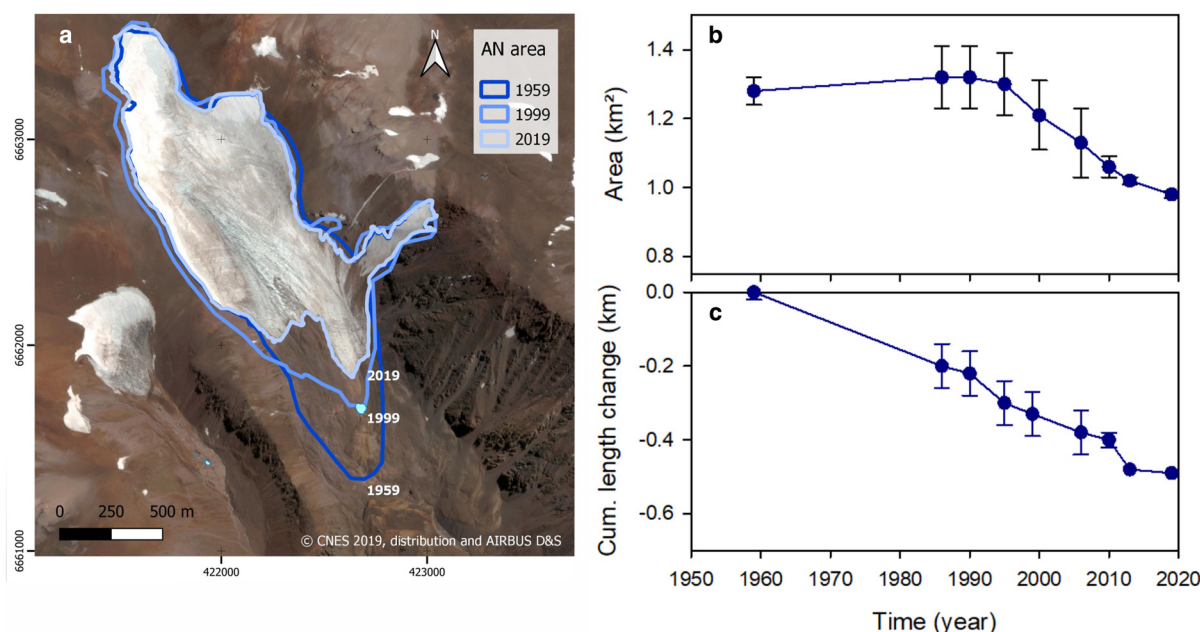 a
N
AN area
1959
1999
2019
6663000
6662000
6661000
2019
1999
1959
0 250 500 m
© CNES 2019, distribution and AIRBUS D&S
422000 423000
b
Area (km²)
1.4
1.2
1.0
0.8
c
Cum. length change (km)
0.0
-0.2
-0.4
-0.6
1950 1960 1970 1980 1990 2000 2010 2020
Time (year)